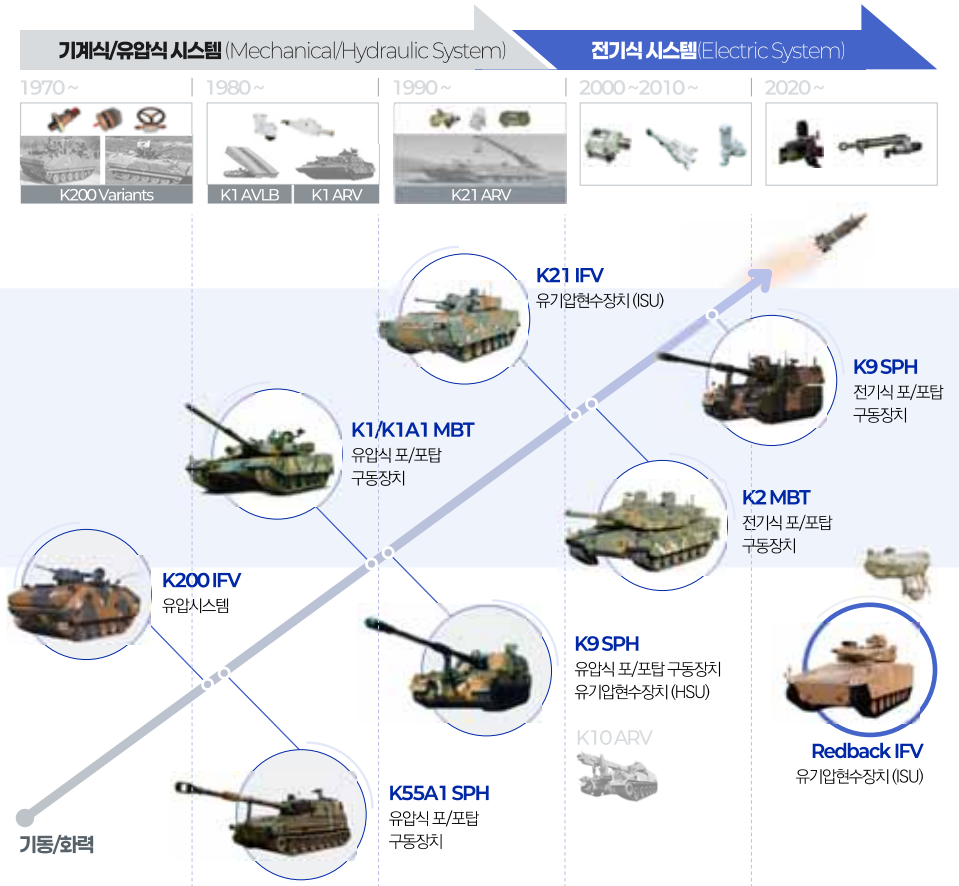 기계식/유압식 시스템(Mechanical/Hydraulic System)
전기식 시스템(Electric System)
1970 ~
1980 ~
1990 ~
2000 ~2010 ~
2020 ~
K200 Variants
K1 AVLB
K1 ARV
K21 ARV
K21 IFV
유기압현수장치 (ISU)
K9 SPH
전기식 포/포탑
구동장치
K1/K1A1 MBT
유압식 포/포탑
구동장치
K2 MBT
전기식 포/포탑
구동장치
K200 IFV
유압시스템
K9 SPH
유압식 포/포탑 구동장치
유기압현수장치 (HSU)
K10 ARV
Redback IFV
유기압현수장치 (ISU)
K55A1 SPH
유압식 포/포탑
구동장치
기동/화력